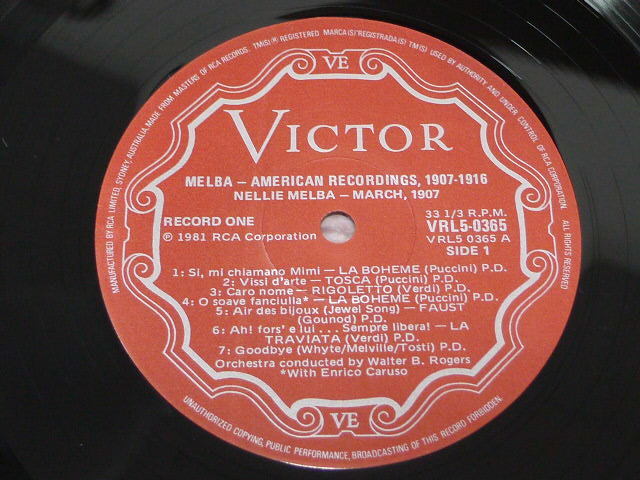 MANUFACTURED BY RCA LIMITED, SYDNEY, AUSTRALIA, MADE FROM MASTERS OF RCA RECORDS. TM(S)® REGISTERED MARCA(S) REGISTRADA(S) TM(S) USED BY AUTHORITY AND UNDER CONTROL OF RCA CORPORATION. ALL RIGHTS RESERVED
VE
VICTOR
MELBA — AMERICAN RECORDINGS, 1907-1916
NELLIE MELBA — MARCH, 1907
RECORD ONE
℗ 1981 RCA Corporation
33 1/3 R.P.M.
VRL5-0365
VRL5 0365 A
SIDE 1
1: Si, mi chiamano Mimi — LA BOHEME (Puccini) P.D.
2: Vissi d'arte — TOSCA (Puccini) P.D.
3: Caro nome — RIGOLETTO (Verdi) P.D.
4: O soave fanciulla* — LA BOHEME (Puccini) P.D.
5: Air des bijoux (Jewel Song) — FAUST
(Gounod) P.D.
6: Ah! fors' e lui . . . Sempre libera! — LA
TRAVIATA (Verdi) P.D.
7: Goodbye (Whyte/Melville/Tosti) P.D.
Orchestra conducted by Walter B. Rogers
*With Enrico Caruso
VE
UNAUTHORIZED COPYING, PUBLIC PERFORMANCE, BROADCASTING OF THIS RECORD FORBIDDEN.